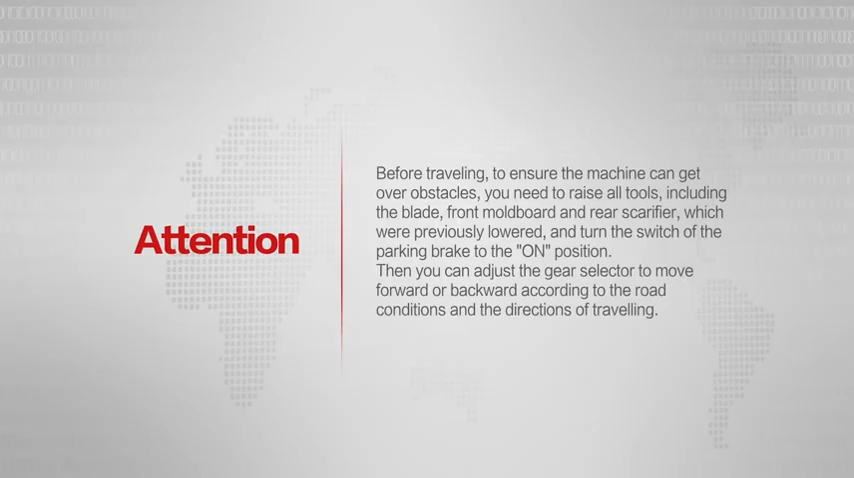 Attention
Before traveling, to ensure the machine can get
over obstacles, you need to raise all tools, including
the blade, front moldboard and rear scarifier, which
were previously lowered, and turn the switch of the
parking brake to the "ON" position.
Then you can adjust the gear selector to move
forward or backward according to the road
conditions and the directions of travelling.